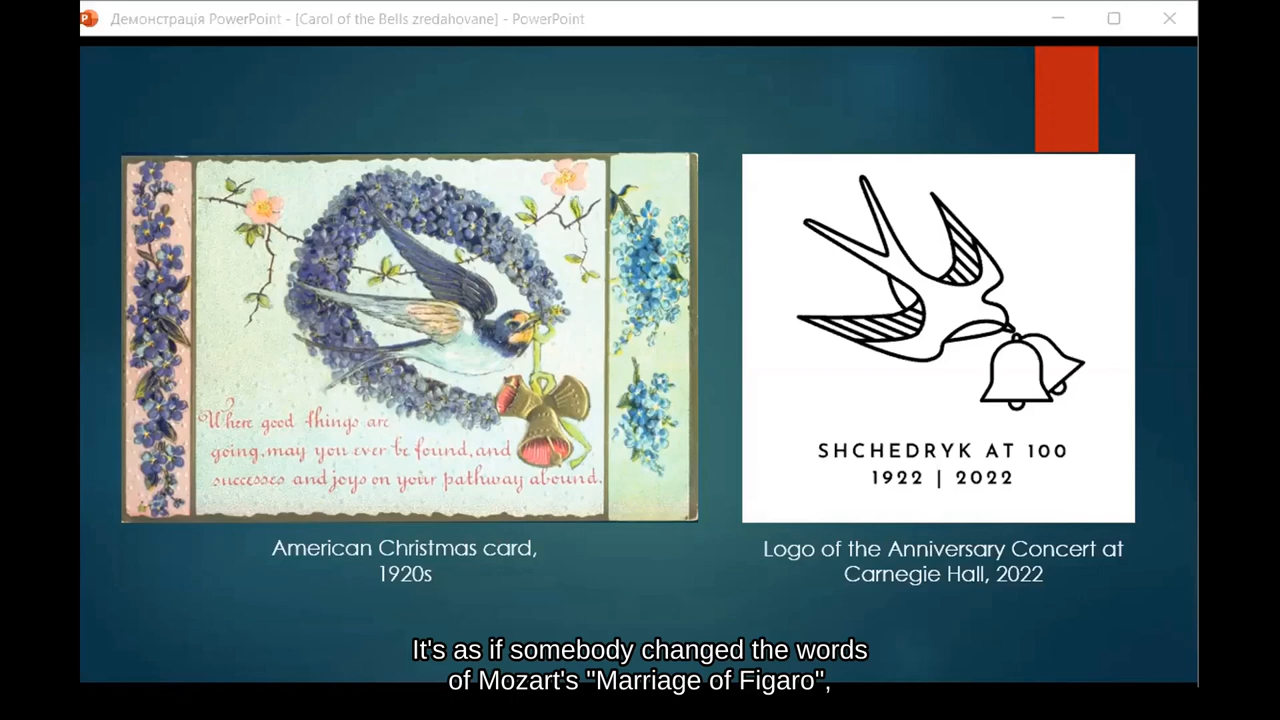 Демонстрація PowerPoint - [Carol of the Bells zredahovane] - PowerPoint
Where good things are
going, may you ever be found, and
successes and joys on your pathway abound.
SHCHEDRYK AT 100
1922 | 2022
American Christmas card,
1920s
Logo of the Anniversary Concert at
Carnegie Hall, 2022
It's as if somebody changed the words
of Mozart's "Marriage of Figaro",